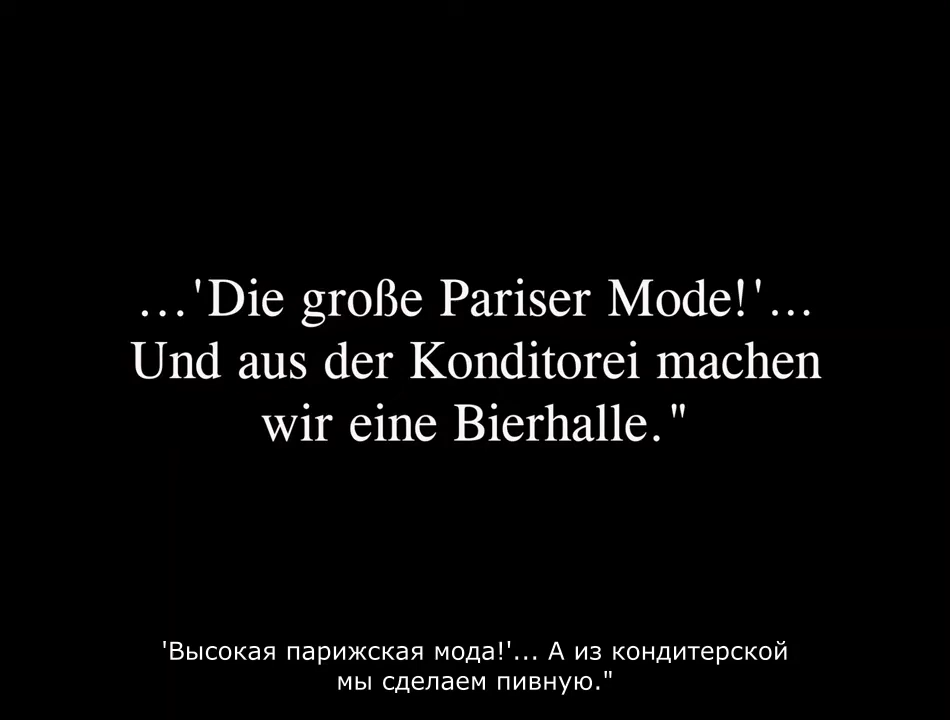 ...'Die große Pariser Mode!'...
Und aus der Konditorei machen
wir eine Bierhalle."
'Высокая парижская мода!'... А из кондитерской
мы сделаем пивную."